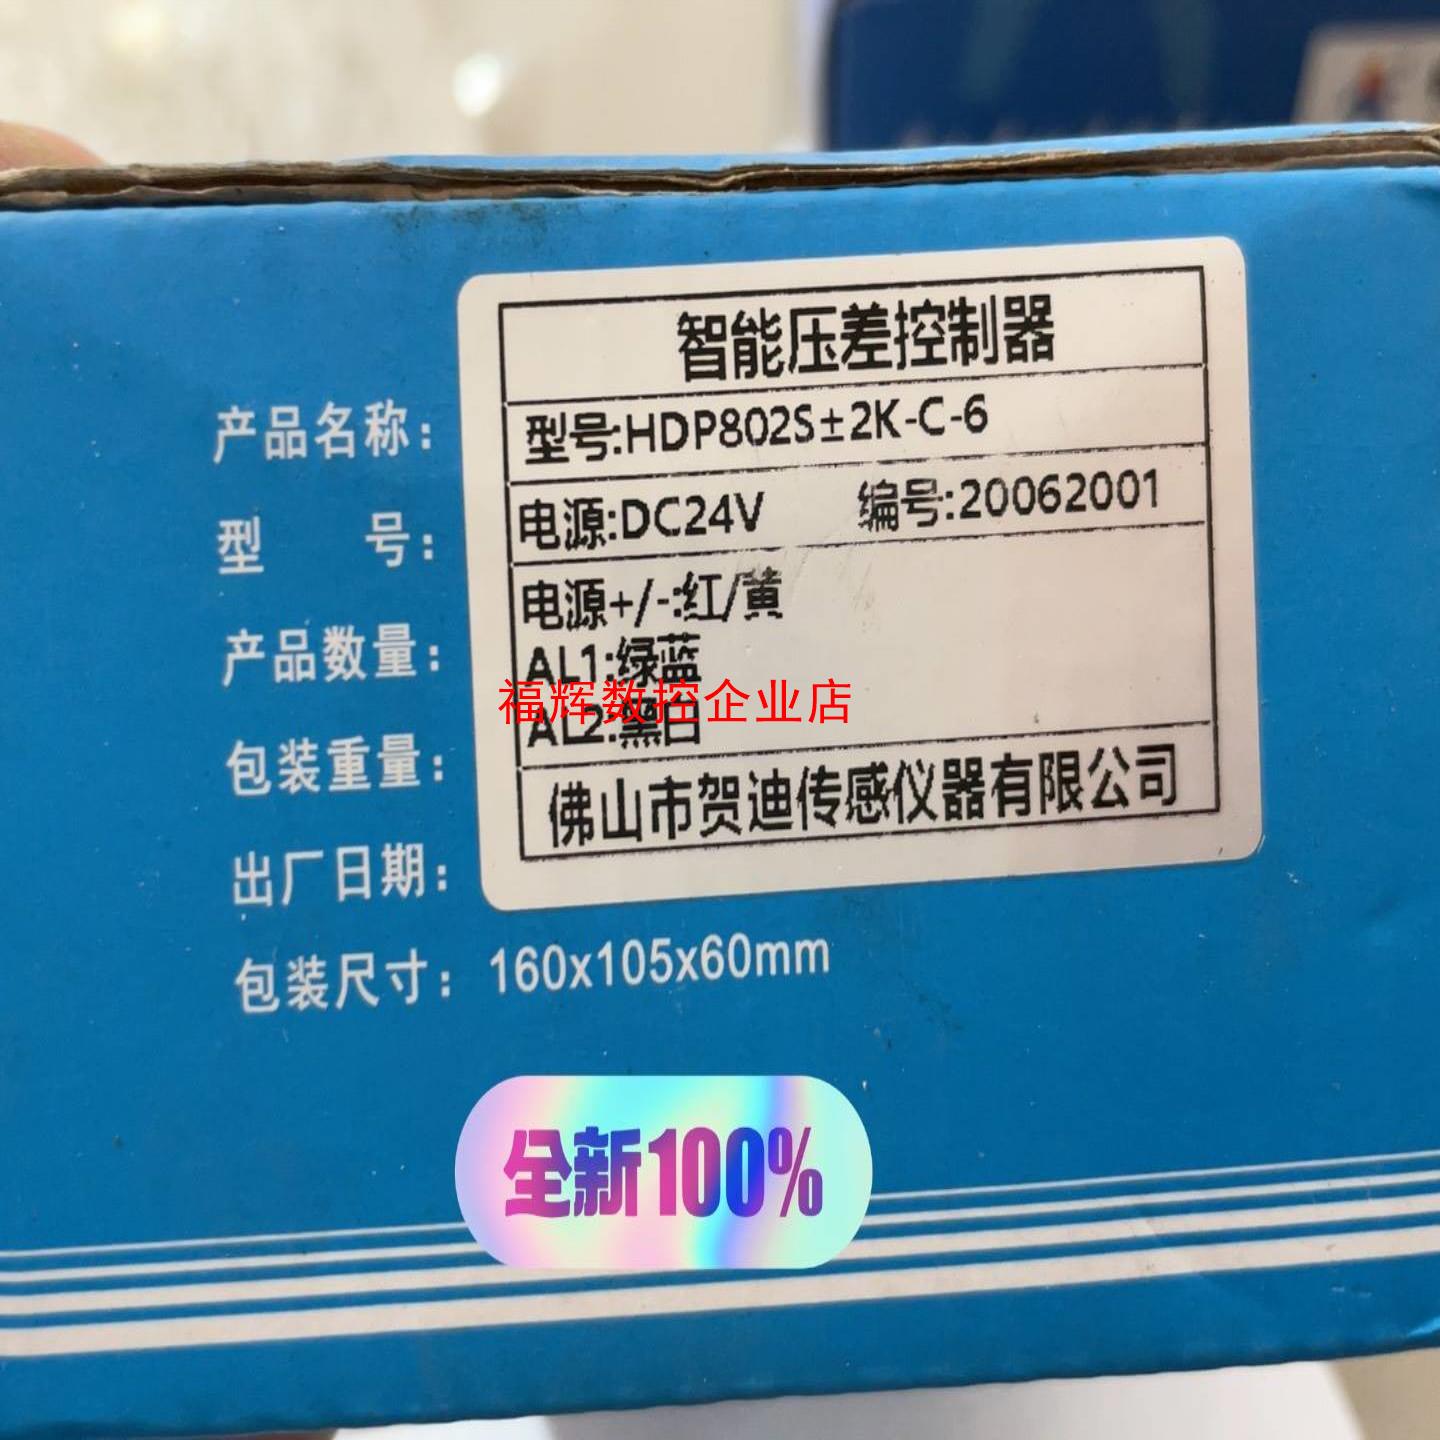 智能压差控制器
产品名称:
型号:HDP802S±2K-C-6
型 号:
电源:DC24V 编号:20062001
电源+/-:红/黄
产品数量:
AL1:绿蓝
福辉数控企业店
AL2:黑白
包装重量:
佛山市贺迪传感仪器有限公司
出厂日期:
包装尺寸: 160x105x60mm
全新100%